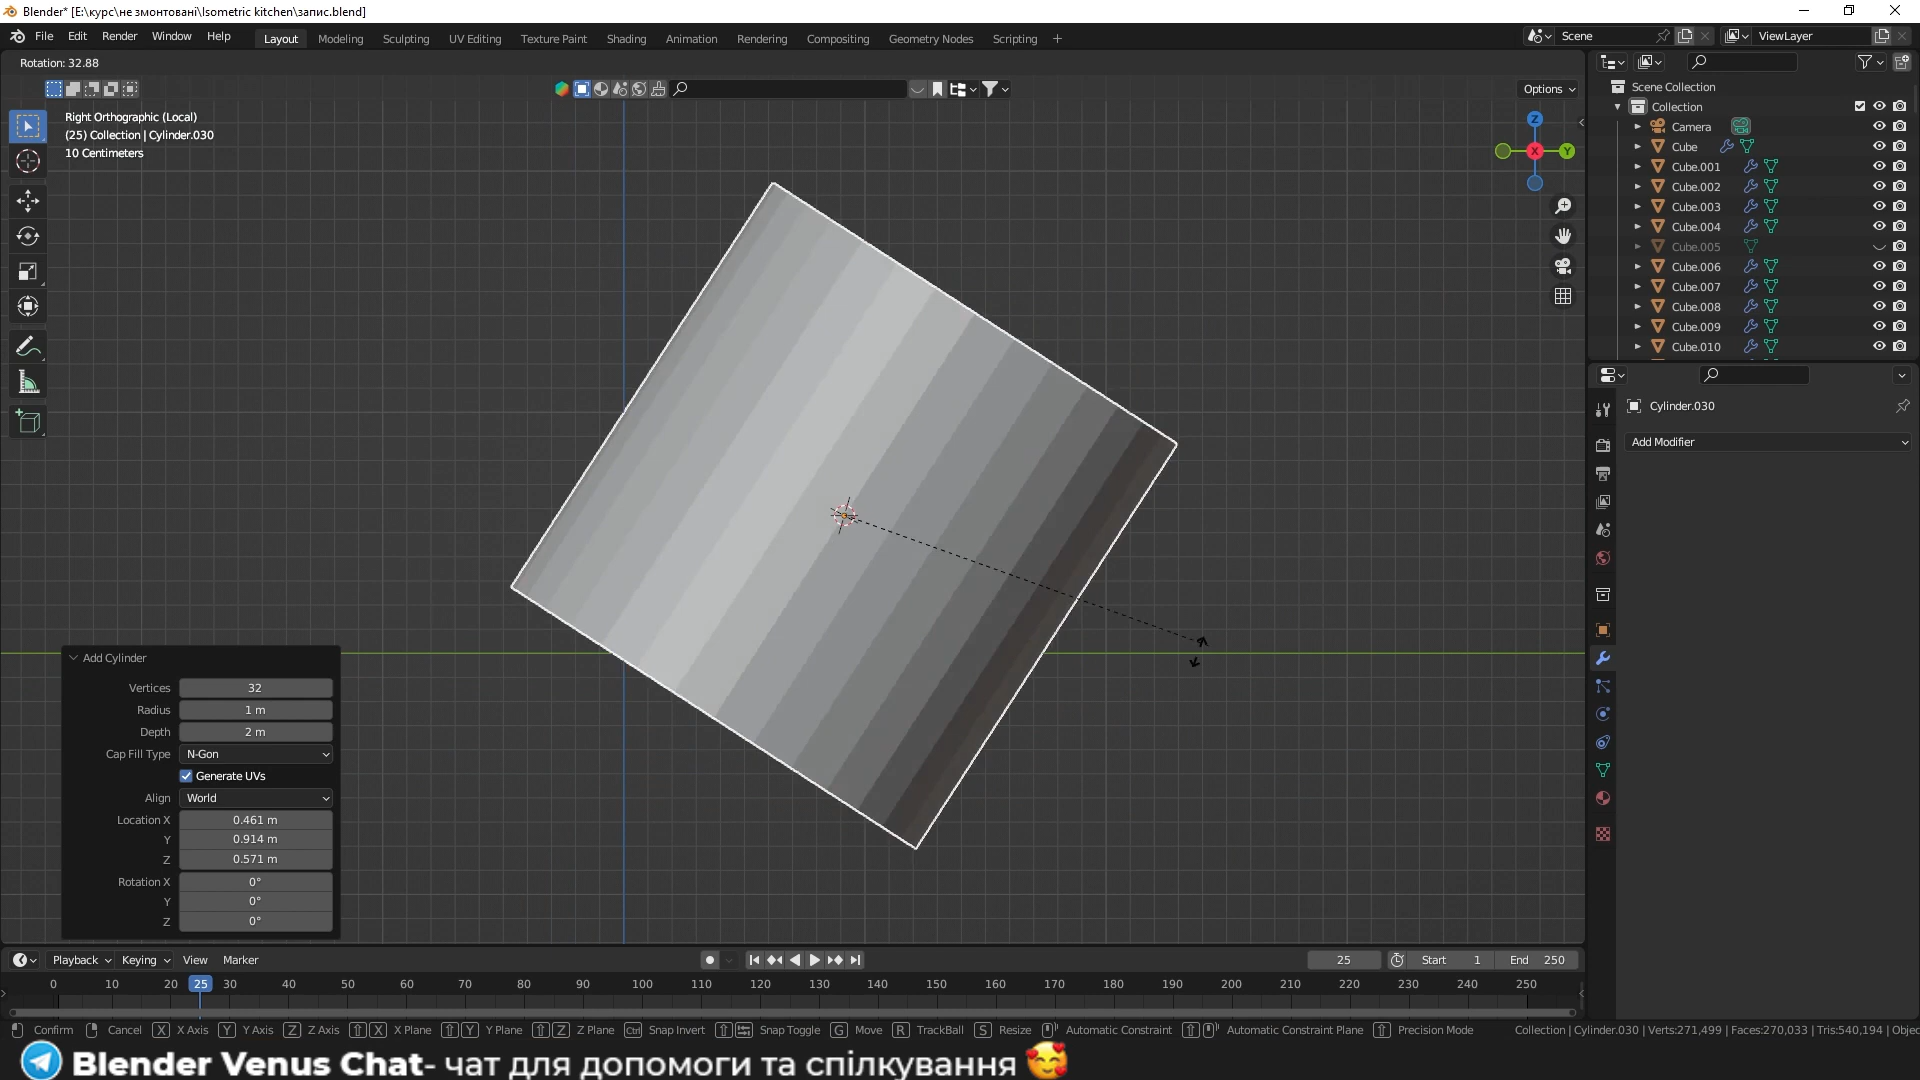 Blender* [E:\курс\не змонтовані\Isometric kitchen\запис.blend]
File Edit Render Window Help Layout Modeling Sculpting UV Editing Texture Paint Shading Animation Rendering Compositing Geometry Nodes Scripting + Scene ViewLayer
Rotation: 32.88
Options
Right Orthographic (Local)
(25) Collection | Cylinder.030
10 Centimeters
Z
X
Y
Scene Collection
Collection
Camera
Cube
Cube.001
Cube.002
Cube.003
Cube.004
Cube.005
Cube.006
Cube.007
Cube.008
Cube.009
Cube.010
Cylinder.030
Add Modifier
Add Cylinder
Vertices 32
Radius 1 m
Depth 2 m
Cap Fill Type N-Gon
Generate UVs
Align World
Location X 0.461 m
Y 0.914 m
Z 0.571 m
Rotation X 0°
Y 0°
Z 0°
Playback Keying View Marker 25 Start 1 End 250
0 10 20 25 30 40 50 60 70 80 90 100 110 120 130 140 150 160 170 180 190 200 210 220 230 240 250
Confirm Cancel X X Axis Y Y Axis Z Z Axis X X Plane Y Y Plane Z Z Plane Ctrl Snap Invert Snap Toggle G Move R TrackBall S Resize Automatic Constraint Automatic Constraint Plane Precision Mode Collection | Cylinder.030 | Verts:271,499 | Faces:270,033 | Tris:540,194 | Objec
Blender Venus Chat- чат для допомоги та спілкування 🥰